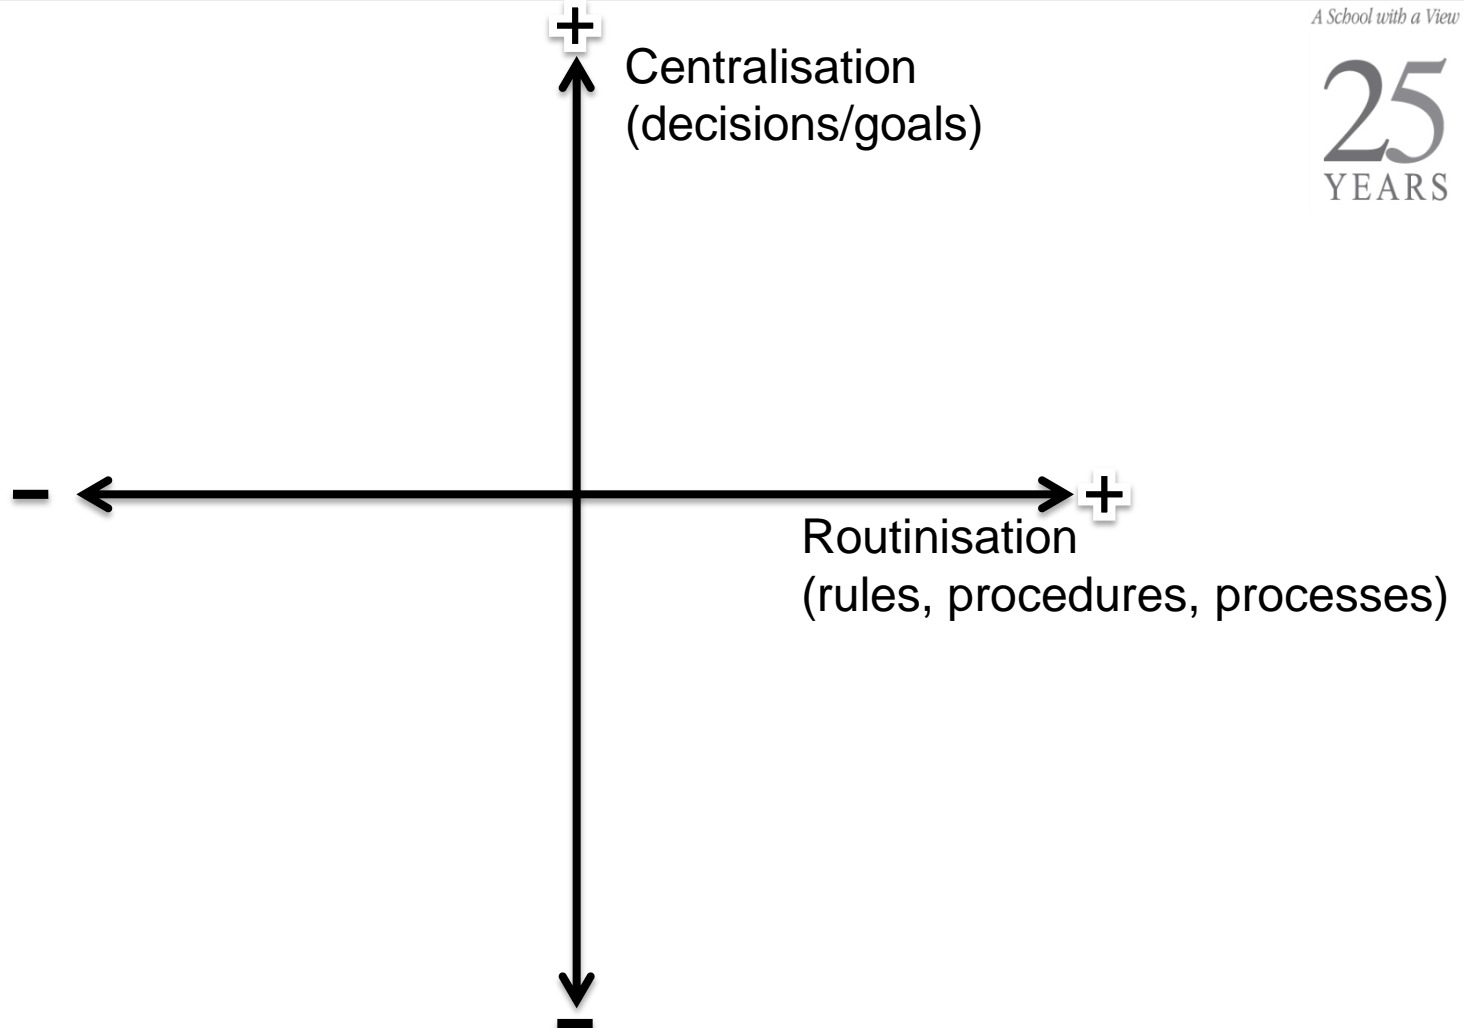 +
A School with a View
Centralisation
(decisions/goals)
25
YEARS
- +
Routinisation
(rules, procedures, processes)
-